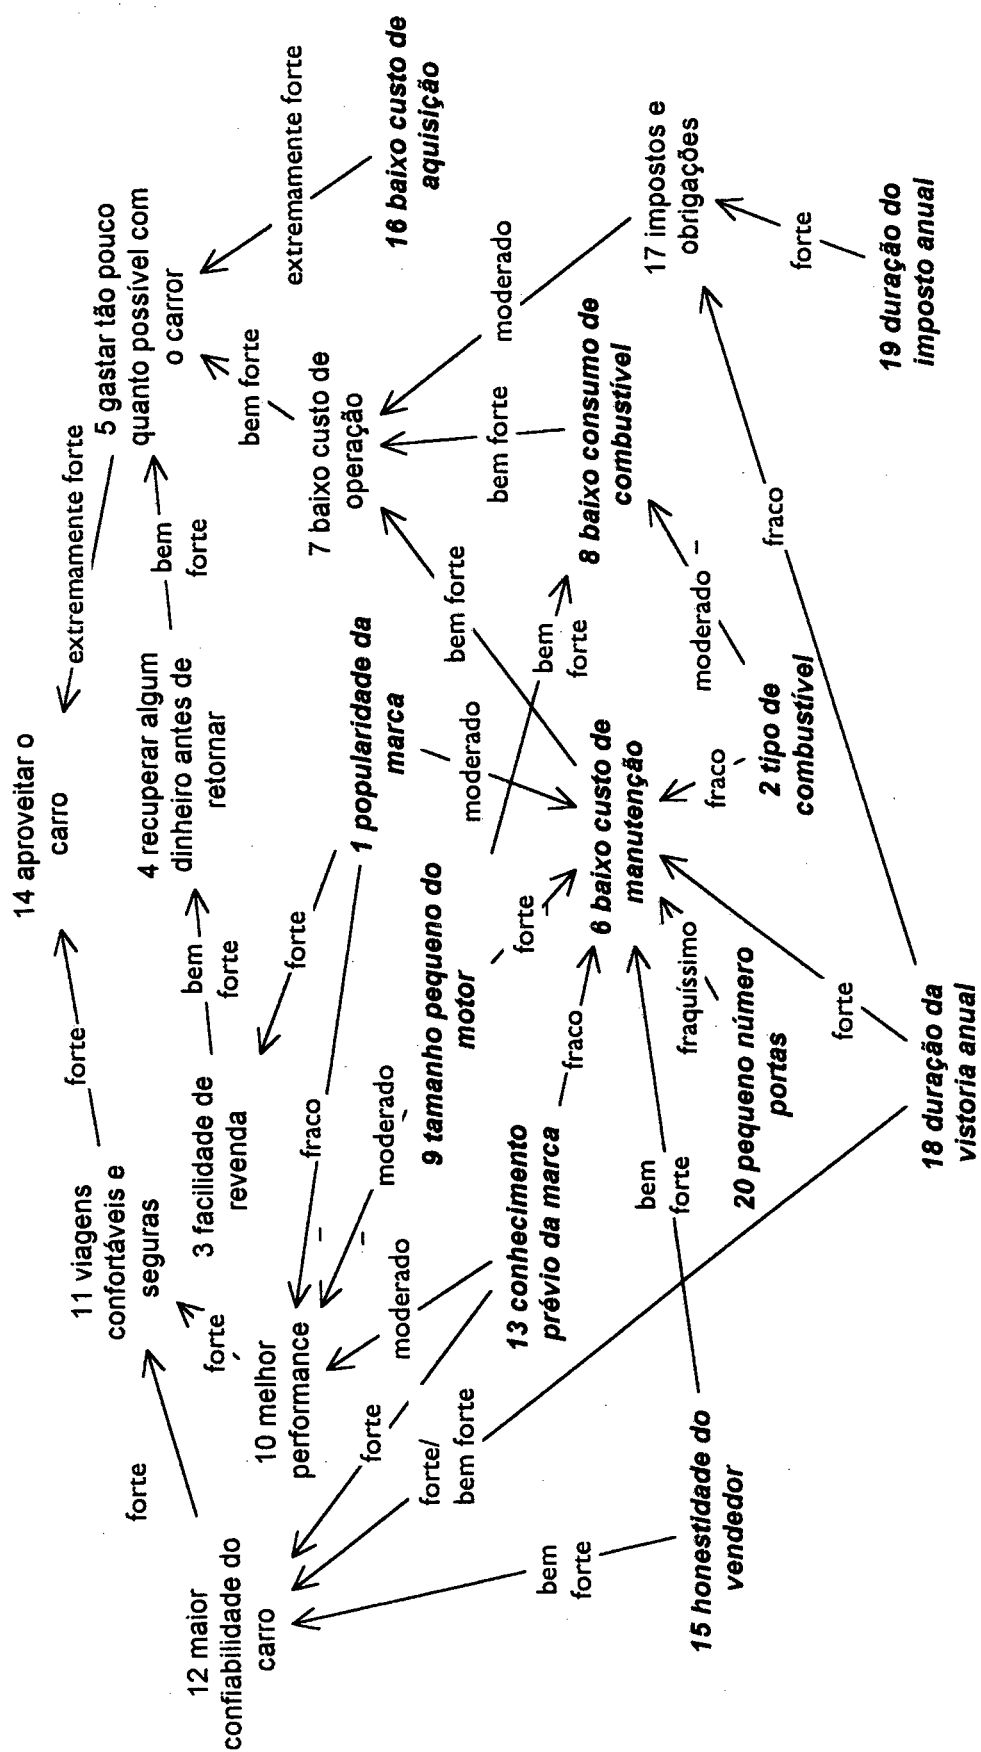 14 aproveitar o
carro
extremamente forte
5 gastar tão pouco
quanto possível com
o carror
forte
11 viagens
confortáveis e
seguras
4 recuperar algum
dinheiro antes de
retornar
bem
forte
extremamente forte
16 baixo custo de
aquisição
bem
forte
bem forte
3 facilidade de
revenda
forte
forte
12 maior
confiabilidade do
carro
forte
10 melhor
performance
fraco
forte
1 popularidade da
marca
7 baixo custo de
operação
moderado
moderado
moderado
bem forte
bem forte
moderado
forte
forte/
bem forte
9 tamanho pequeno do
motor
forte
bem
forte
8 baixo consumo de
combustível
17 impostos e
obrigações
13 conhecimento
prévio da marca
fraco
6 baixo custo de
manutenção
bem
forte
bem
forte
fraquíssimo
fraco
moderado
fraco
forte
15 honestidade do
vendedor
20 pequeno número
portas
2 tipo de
combustível
forte
19 duração do
imposto anual
18 duração da
vistoria anual